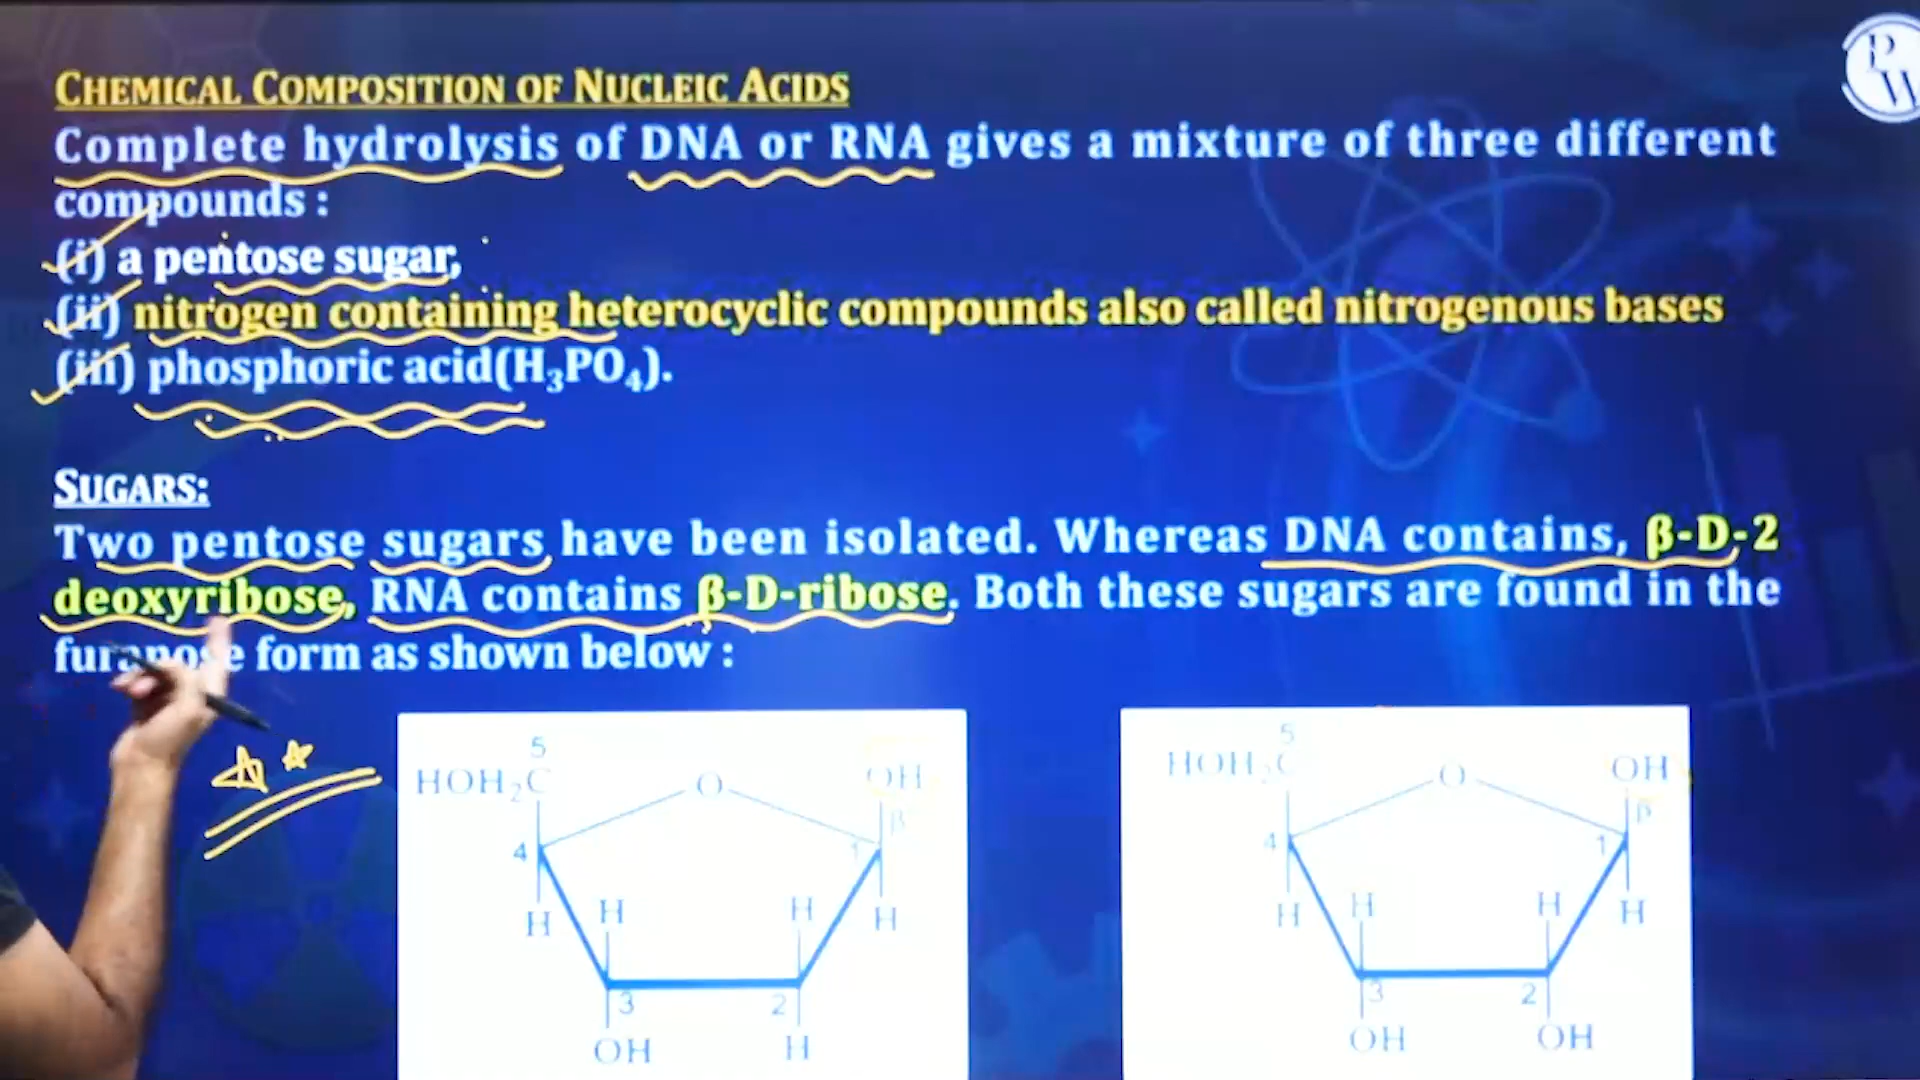 P
W
CHEMICAL COMPOSITION OF NUCLEIC ACIDS
Complete hydrolysis of DNA or RNA gives a mixture of three different
compounds :
(i) a pentose sugar,
(ii) nitrogen containing heterocyclic compounds also called nitrogenous bases
(iii) phosphoric acid(H₃PO₄).
SUGARS:
Two pentose sugars have been isolated. Whereas DNA contains, β-D-2
deoxyribose, RNA contains β-D-ribose. Both these sugars are found in the
furanose form as shown below :
5
HOH₂C O OH
β
4 1
H H H H
3 2
OH H
5
HOH₂C O OH
β
4 1
H H H H
3 2
OH OH